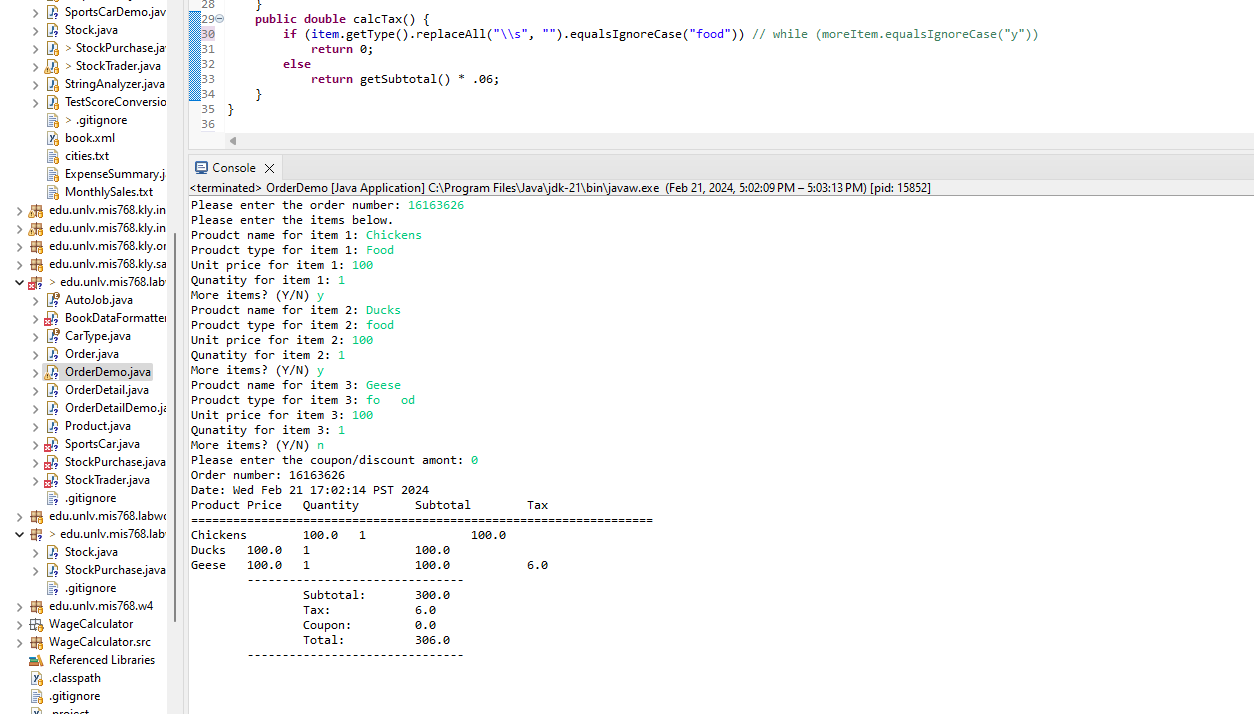 SportsCarDemo.jav
Stock.java
> StockPurchase.ja
> StockTrader.java
StringAnalyzer.java
TestScoreConversio
> .gitignore
book.xml
cities.txt
ExpenseSummary.j
MonthlySales.txt
edu.unlv.mis768.kly.in
edu.unlv.mis768.kly.in
edu.unlv.mis768.kly.or
edu.unlv.mis768.kly.sa
> edu.unlv.mis768.lab
AutoJob.java
BookDataFormatter
CarType.java
Order.java
OrderDemo.java
OrderDetail.java
OrderDetailDemo.ja
Product.java
SportsCar.java
StockPurchase.java
StockTrader.java
.gitignore
edu.unlv.mis768.labwo
> edu.unlv.mis768.lab
Stock.java
StockPurchase.java
.gitignore
edu.unlv.mis768.w4
WageCalculator
WageCalculator.src
Referenced Libraries
.classpath
.gitignore
.project
28 }
29 public double calcTax() {
30 if (item.getType().replaceAll("\\s", "").equalsIgnoreCase("food")) // while (moreItem.equalsIgnoreCase("y"))
31 return 0;
32 else
33 return getSubtotal() * .06;
34 }
35 }
36
Console
<terminated> OrderDemo [Java Application] C:\Program Files\Java\jdk-21\bin\javaw.exe (Feb 21, 2024, 5:02:09 PM – 5:03:13 PM) [pid: 15852]
Please enter the order number: 16163626
Please enter the items below.
Proudct name for item 1: Chickens
Proudct type for item 1: Food
Unit price for item 1: 100
Qunatity for item 1: 1
More items? (Y/N) y
Proudct name for item 2: Ducks
Proudct type for item 2: food
Unit price for item 2: 100
Qunatity for item 2: 1
More items? (Y/N) y
Proudct name for item 3: Geese
Proudct type for item 3: fo   od
Unit price for item 3: 100
Qunatity for item 3: 1
More items? (Y/N) n
Please enter the coupon/discount amont: 0
Order number: 16163626
Date: Wed Feb 21 17:02:14 PST 2024
Product Price   Quantity        Subtotal        Tax
==================================================================
Chickens        100.0   1               100.0
Ducks   100.0   1               100.0
Geese   100.0   1               100.0           6.0
-------------------------------
Subtotal:       300.0
Tax:            6.0
Coupon:         0.0
Total:          306.0
-------------------------------